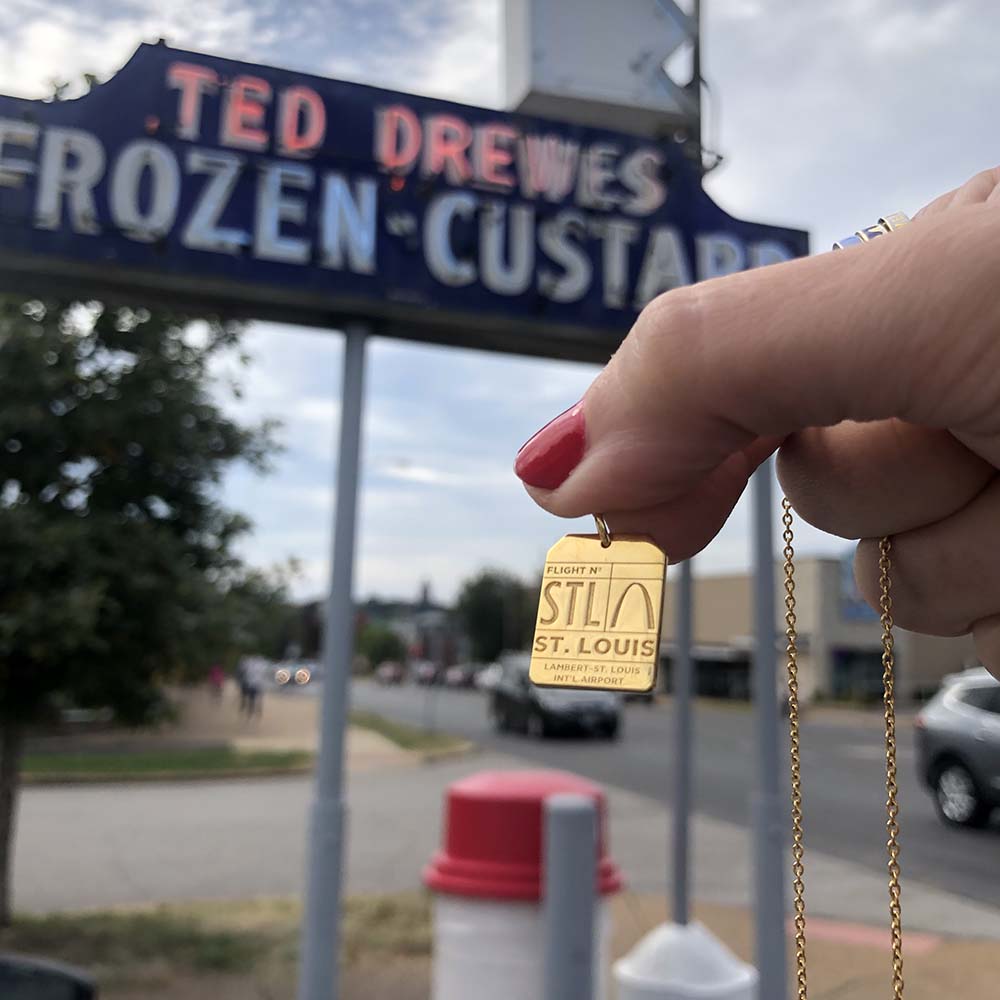 TED DREWES
FROZEN CUSTARD
FLIGHT Nº
STL
ST. LOUIS
LAMBERT-ST. LOUIS
INT'L AIRPORT